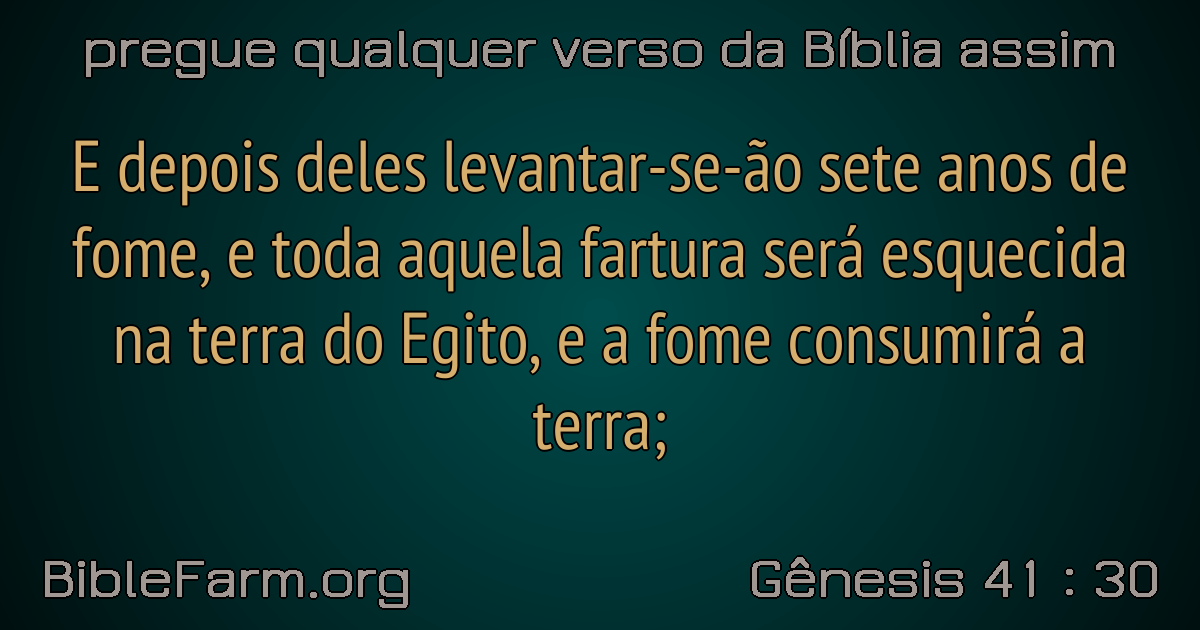 pregue qualquer verso da Bíblia assim
E depois deles levantar-se-ão sete anos de
fome, e toda aquela fartura será esquecida
na terra do Egito, e a fome consumirá a
terra;
BibleFarm.org
Gênesis 41 : 30